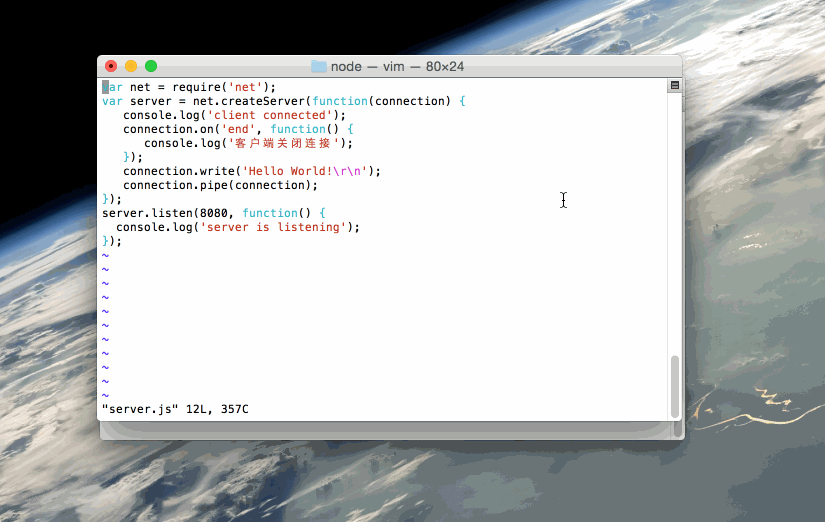 node — vim — 80×24
var net = require('net');
var server = net.createServer(function(connection) {
   console.log('client connected');
   connection.on('end', function() {
      console.log('客户端关闭连接');
   });
   connection.write('Hello World!\r\n');
   connection.pipe(connection);
});
server.listen(8080, function() {
  console.log('server is listening');
});
~
~
~
~
~
~
~
~
~
~
~
"server.js" 12L, 357C